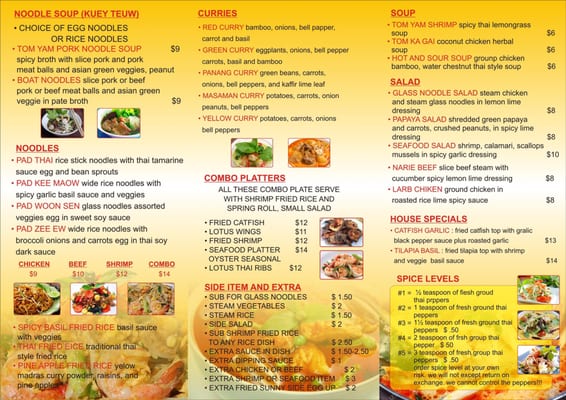 NOODLE SOUP (KUEY TEUW)
• CHOICE OF EGG NOODLES
OR RICE NOODLES
• TOM YAM PORK NOODLE SOUP $9
spicy broth with slice pork and pork
meat balls and asian green veggies, peanut
• BOAT NOODLES slice pork or beef
pork or beef meat balls and asian green
veggie in pate broth $9
NOODLES
• PAD THAI rice stick noodles with thai tamarine
sauce egg and bean sprouts
• PAD KEE MAOW wide rice noodles with
spicy garlic basil sauce and veggies
• PAD WOON SEN glass noodles assorted
veggies egg in sweet soy sauce
• PAD ZEE EW wide rice noodles with
broccoli onions and carrots egg in thai soy
dark sauce
CHICKEN BEEF SHRIMP COMBO
$9 $10 $12 $14
• SPICY BASIL FRIED RICE basil sauce
with veggies
• THAI FRIED RICE traditional thai
style fried rice
• PINE APPLE FRIED RICE yelow
madras curry powder, raisins, and
pine apples
CURRIES
• RED CURRY bamboo, onions, bell papper,
carrot and basil
• GREEN CURRY eggplants, onions, bell pepper
carrots, basil and bamboo
• PANANG CURRY green beans, carrots,
onions, bell peppers, and kaffir lime leaf
• MASAMAN CURRY potatoes, carrots, onion
peanuts, bell peppers
• YELLOW CURRY potatoes, carrots, onions
bell peppers
COMBO PLATTERS
ALL THESE COMBO PLATE SERVE
WITH SHRIMP FRIED RICE AND
SPRING ROLL, SMALL SALAD
• FRIED CATFISH $12
• LOTUS WINGS $11
• FRIED SHRIMP $12
• SEAFOOD PLATTER $14
OYSTER SEASONEL
• LOTUS THAI RIBS $12
SIDE ITEM AND EXTRA
• SUB FOR GLASS NOODLES $ 1.50
• STEAM VEGETABLES $ 2
• STEAM RICE $ 1.50
• SIDE SALAD $ 2
• SUB SHRIMP FRIED RICE
TO ANY RICE DISH $ 2.50
• EXTRA SAUCE IN DISH $ 1.50-2.50
• EXTRA DIPPING SAUCE $ 1
• EXTRA CHICKEN OR BEEF $ 2
• EXTRA SHRIMP OR SEAFOOD ITEM $ 3
• EXTRA FRIED SUNNY SIDE EGG UP $ 2
SOUP
• TOM YAM SHRIMP spicy thai lemongrass
soup $6
• TOM KA GAI coconut chicken herbal
soup $6
• HOT AND SOUR SOUP groung chicken
bamboo, water chestnut thai style soup $6
SALAD
• GLASS NOODLE SALAD steam chicken
and steam glass noodles in lemon lime
dressing $8
• PAPAYA SALAD shredded green papaya
and carrots, crushed peanuts, in spicy lime
dressing $8
• SEAFOOD SALAD shrimp, calamari, scallops
mussels in spicy garlic dressing $10
• NARIE BEEF slice beef steam with
cucumber spicy lemon lime dressing $8
• LARB CHIKEN ground chicken in
roasted rice lime spicy sauce $8
HOUSE SPECIALS
• CATFISH GARLIC : fried catfish top with gralic
black pepper sauce plus roasted garlic $13
• TILAPIA BASIL : fried tilapia top with shrimp
and veggie basil sauce $14
SPICE LEVELS
#1 = ½ teaspoon of flesh groud
thai prppers
#2 = 1 teaspoon of fresh ground thai
peppers
#3 = 1½ teaspoon of fresh ground thai
peppers $ .50
#4 = 2 teaspoon of frsh group thai
pepper , $ 50
#5 = 3 teaspoon of fresh group thai
peppers $ .50
order spice level at your own
risk. we will not except return on
exchange. we cannot control the peppers!!!